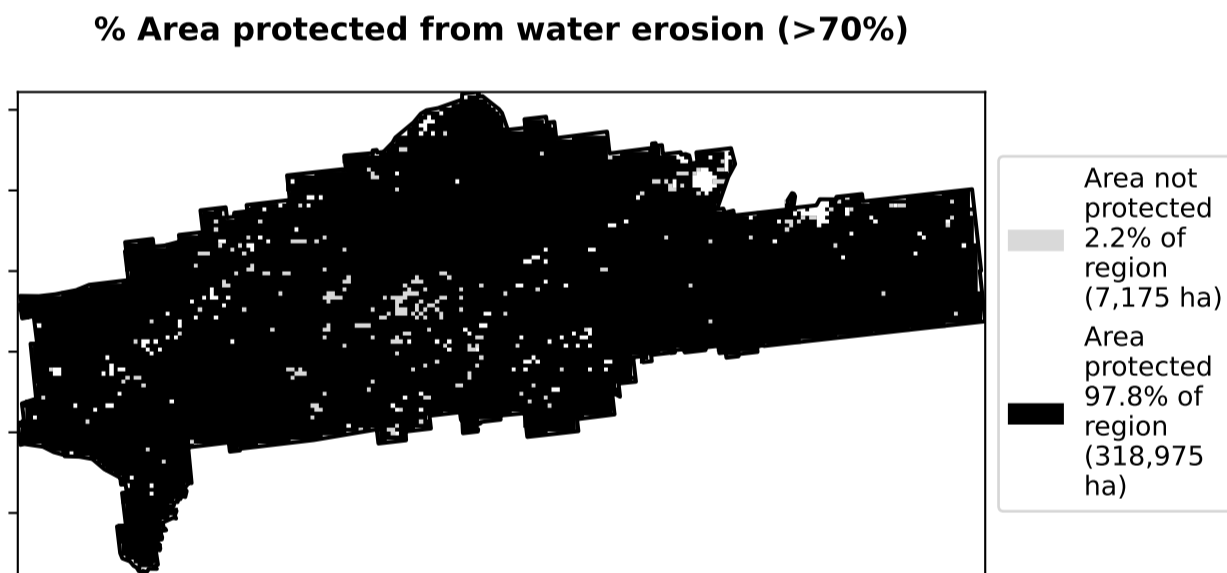 % Area protected from water erosion (>70%)
Area not
protected
2.2% of
region
(7,175 ha)
Area
protected
97.8% of
region
(318,975
ha)